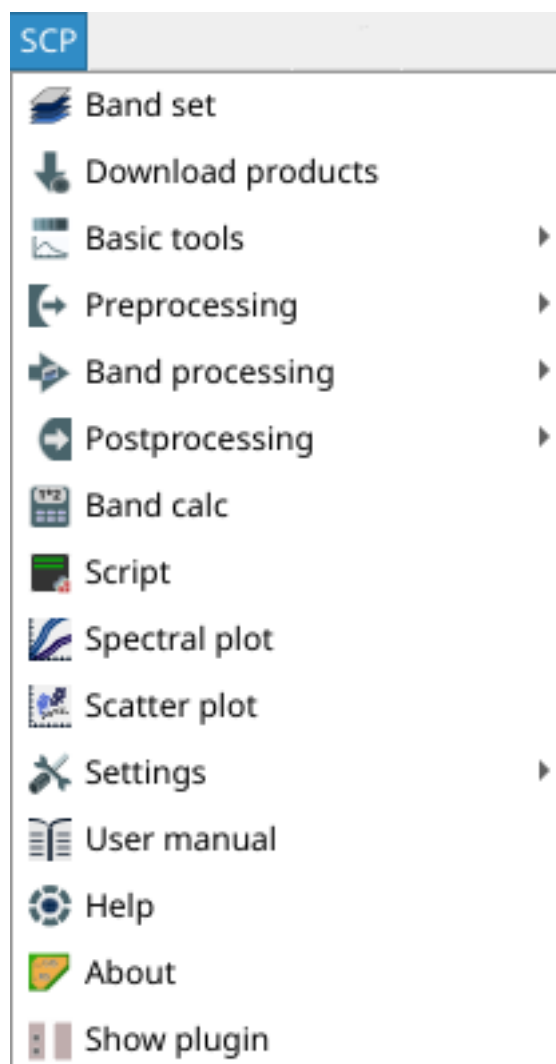 SCP
Band set
Download products
Basic tools
Preprocessing
Band processing
Postprocessing
Band calc
Script
Spectral plot
Scatter plot
Settings
User manual
Help
About
Show plugin